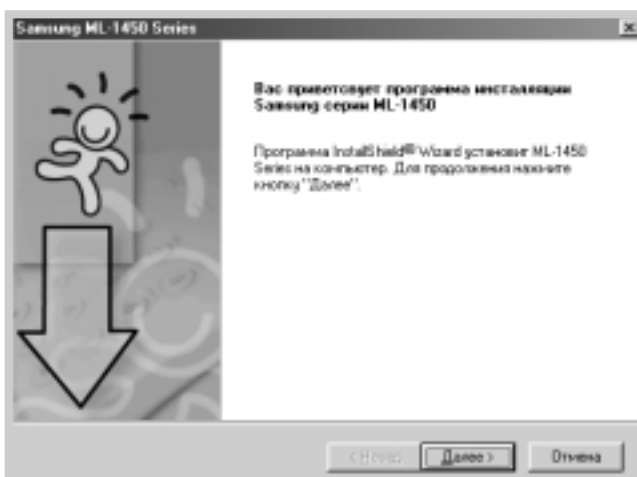 Samsung ML-1450 Series
Вас приветсвует программа инсталляции
Samsung серии ML-1450
Программа InstallShield® Wizard установит ML-1450
Series на компьютер. Для продолжения нажмите
кнопку "Далее".
< Назад
Далее >
Отмена